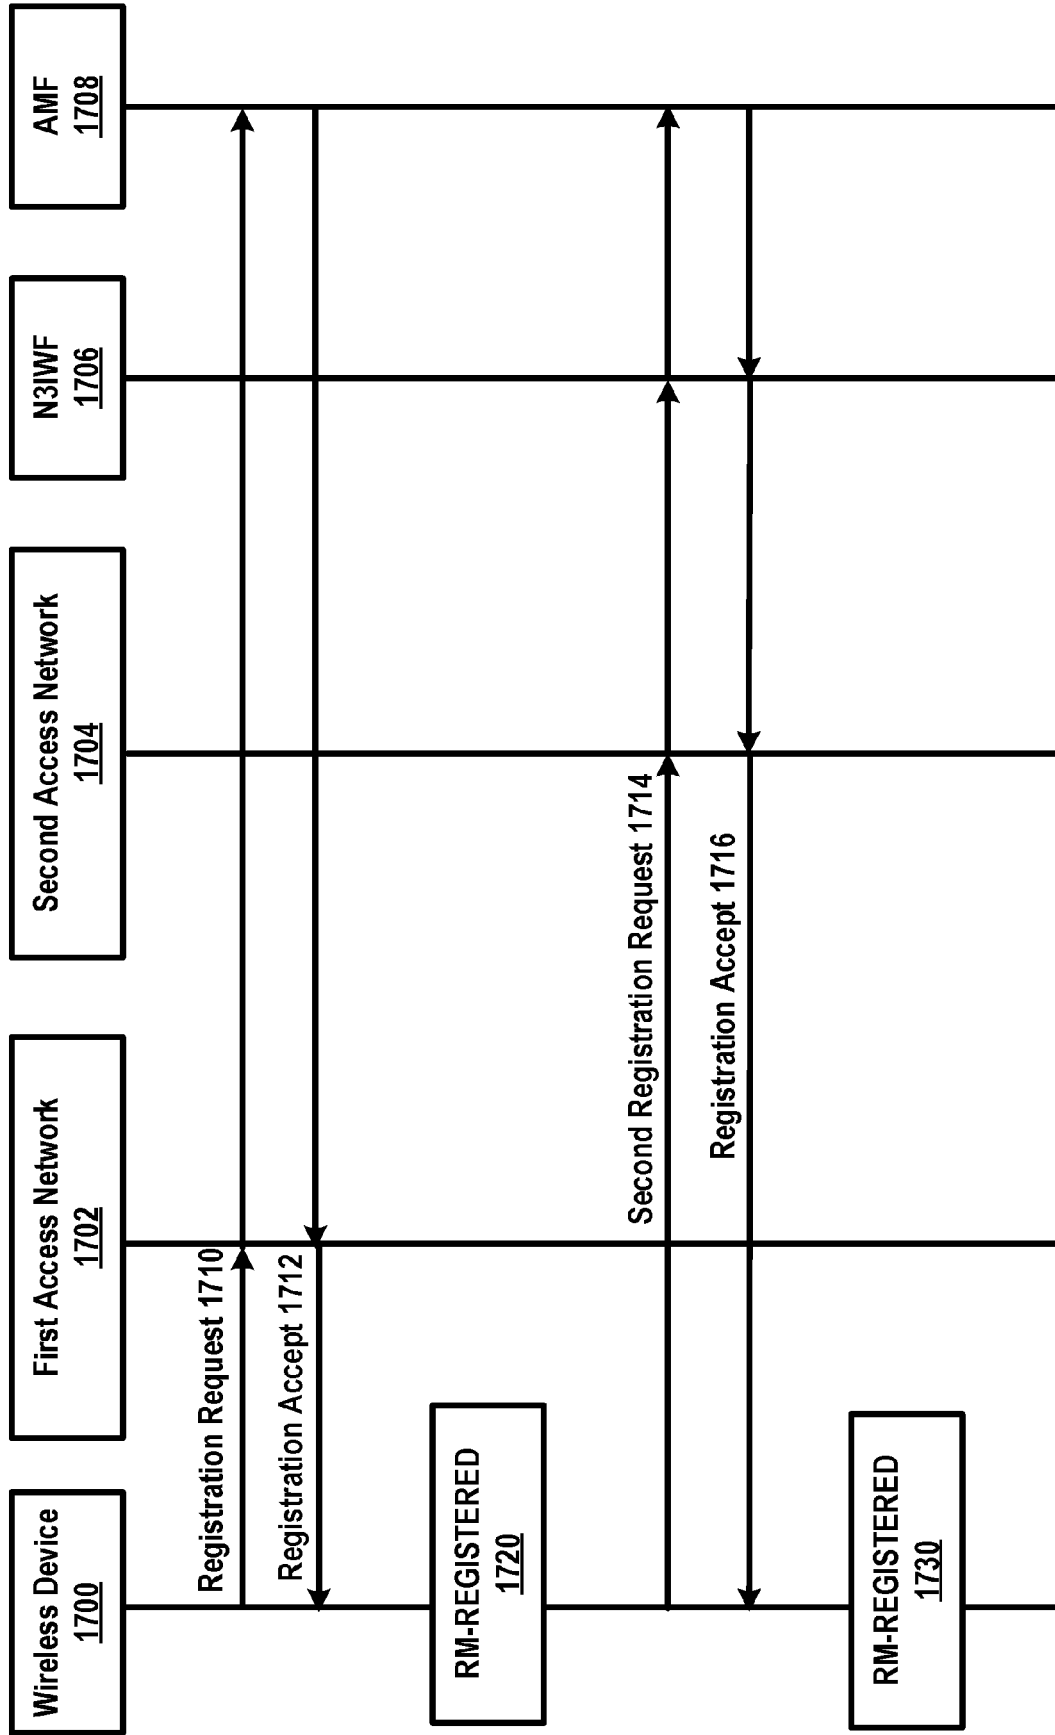 Wireless Device
1700
First Access Network
1702
Second Access Network
1704
N3IWF
1706
AMF
1708
Registration Request 1710
Registration Accept 1712
RM-REGISTERED
1720
Second Registration Request 1714
Registration Accept 1716
RM-REGISTERED
1730